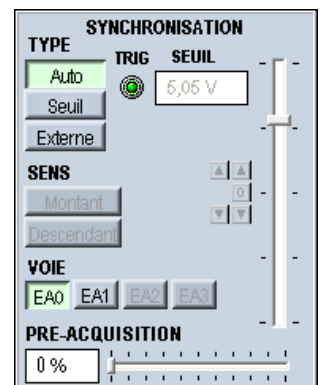 SYNCHRONISATION
TYPE
TRIG SEUIL
Auto
5,05 V
Seuil
Externe
SENS
Montant
0
Descendant
VOIE
EA0 EA1 EA2 EA3
PRE-ACQUISITION
0 %